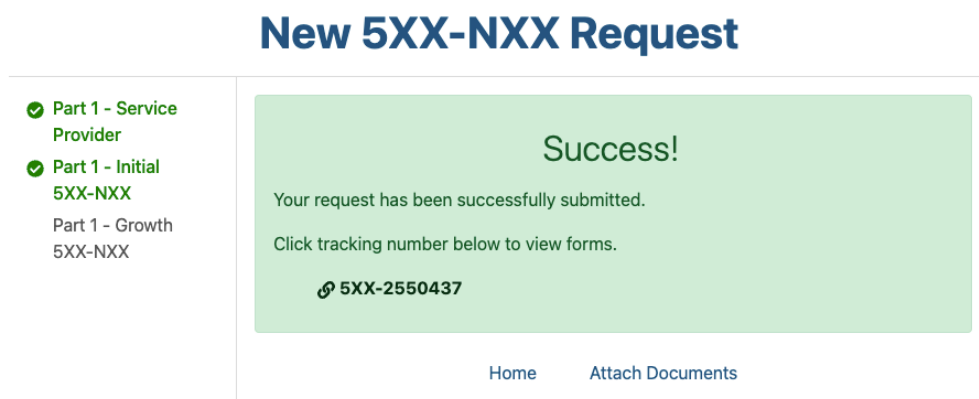 New 5XX-NXX Request
Part 1 - Service
Provider
Part 1 - Initial
5XX-NXX
Part 1 - Growth
5XX-NXX
Success!
Your request has been successfully submitted.
Click tracking number below to view forms.
5XX-2550437
Home
Attach Documents